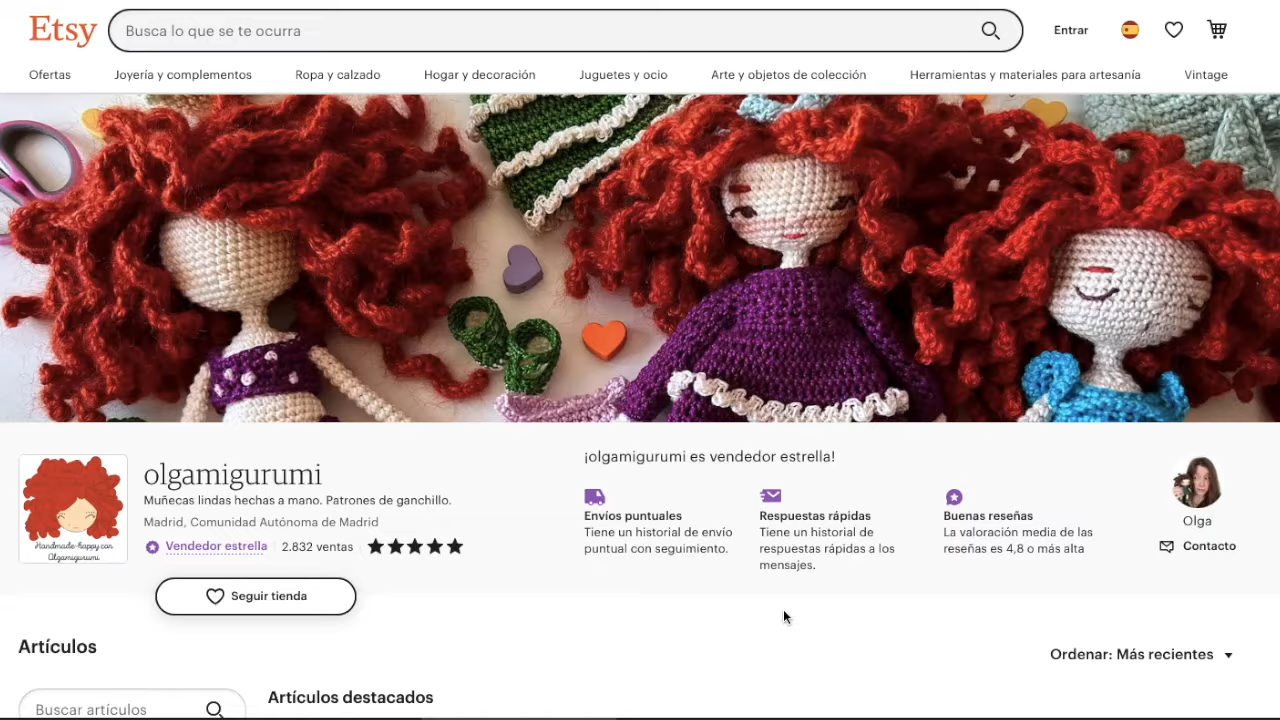 Etsy
Busca lo que se te ocurra
Entrar
Ofertas
Joyería y complementos
Ropa y calzado
Hogar y decoración
Juguetes y ocio
Arte y objetos de colección
Herramientas y materiales para artesanía
Vintage
Handmade-happy con
Olgamigurumi
olgamigurumi
Muñecas lindas hechas a mano. Patrones de ganchillo.
Madrid, Comunidad Autónoma de Madrid
Vendedor estrella
2.832 ventas
Seguir tienda
¡olgamigurumi es vendedor estrella!
Envíos puntuales
Tiene un historial de envío
puntual con seguimiento.
Respuestas rápidas
Tiene un historial de
respuestas rápidas a los
mensajes.
Buenas reseñas
La valoración media de las
reseñas es 4,8 o más alta
Olga
Contacto
Artículos
Ordenar: Más recientes
Buscar artículos
Artículos destacados